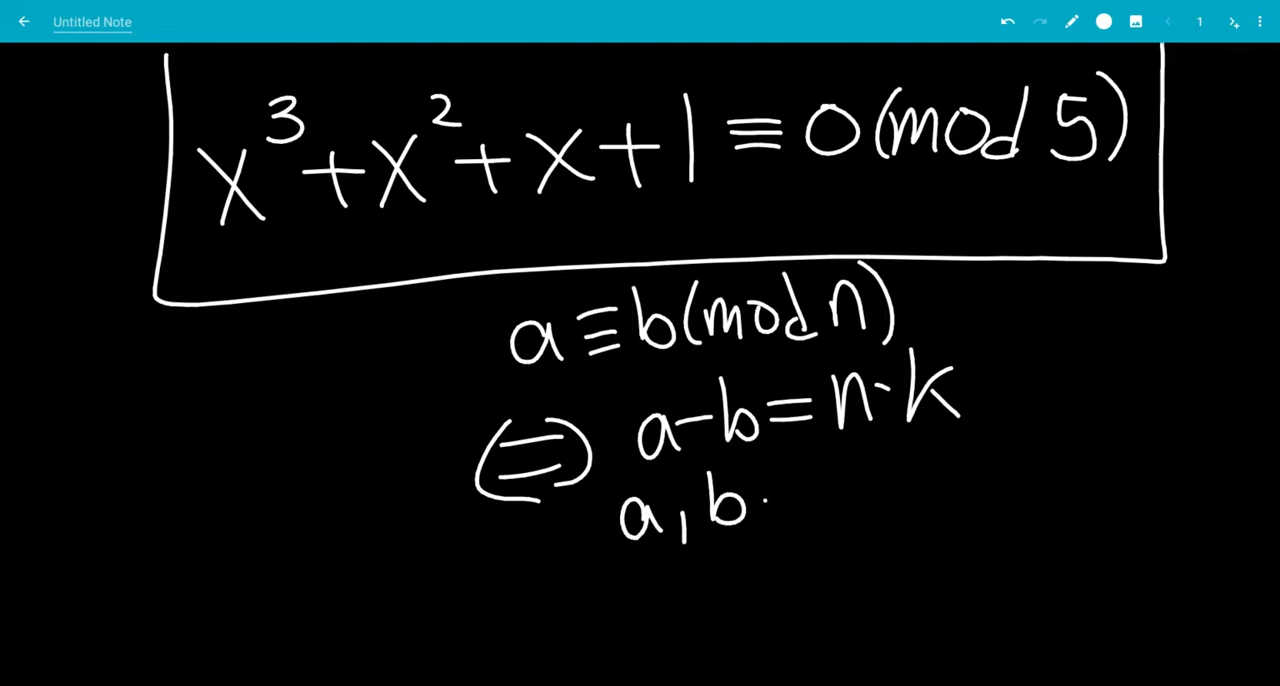 Untitled Note
1
x³+x²+x+1≡0(mod 5)
a≡b(mod n)
⇔ a-b=n·k
a, b